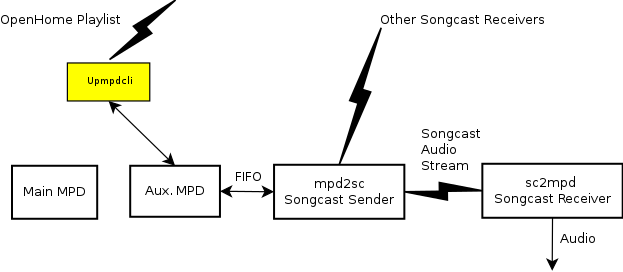 OpenHome Playlist
Other Songcast Receivers
Upmpdcli
Songcast
Audio
Stream
Main MPD
Aux. MPD
FIFO
mpd2sc
Songcast Sender
sc2mpd
Songcast Receiver
Audio